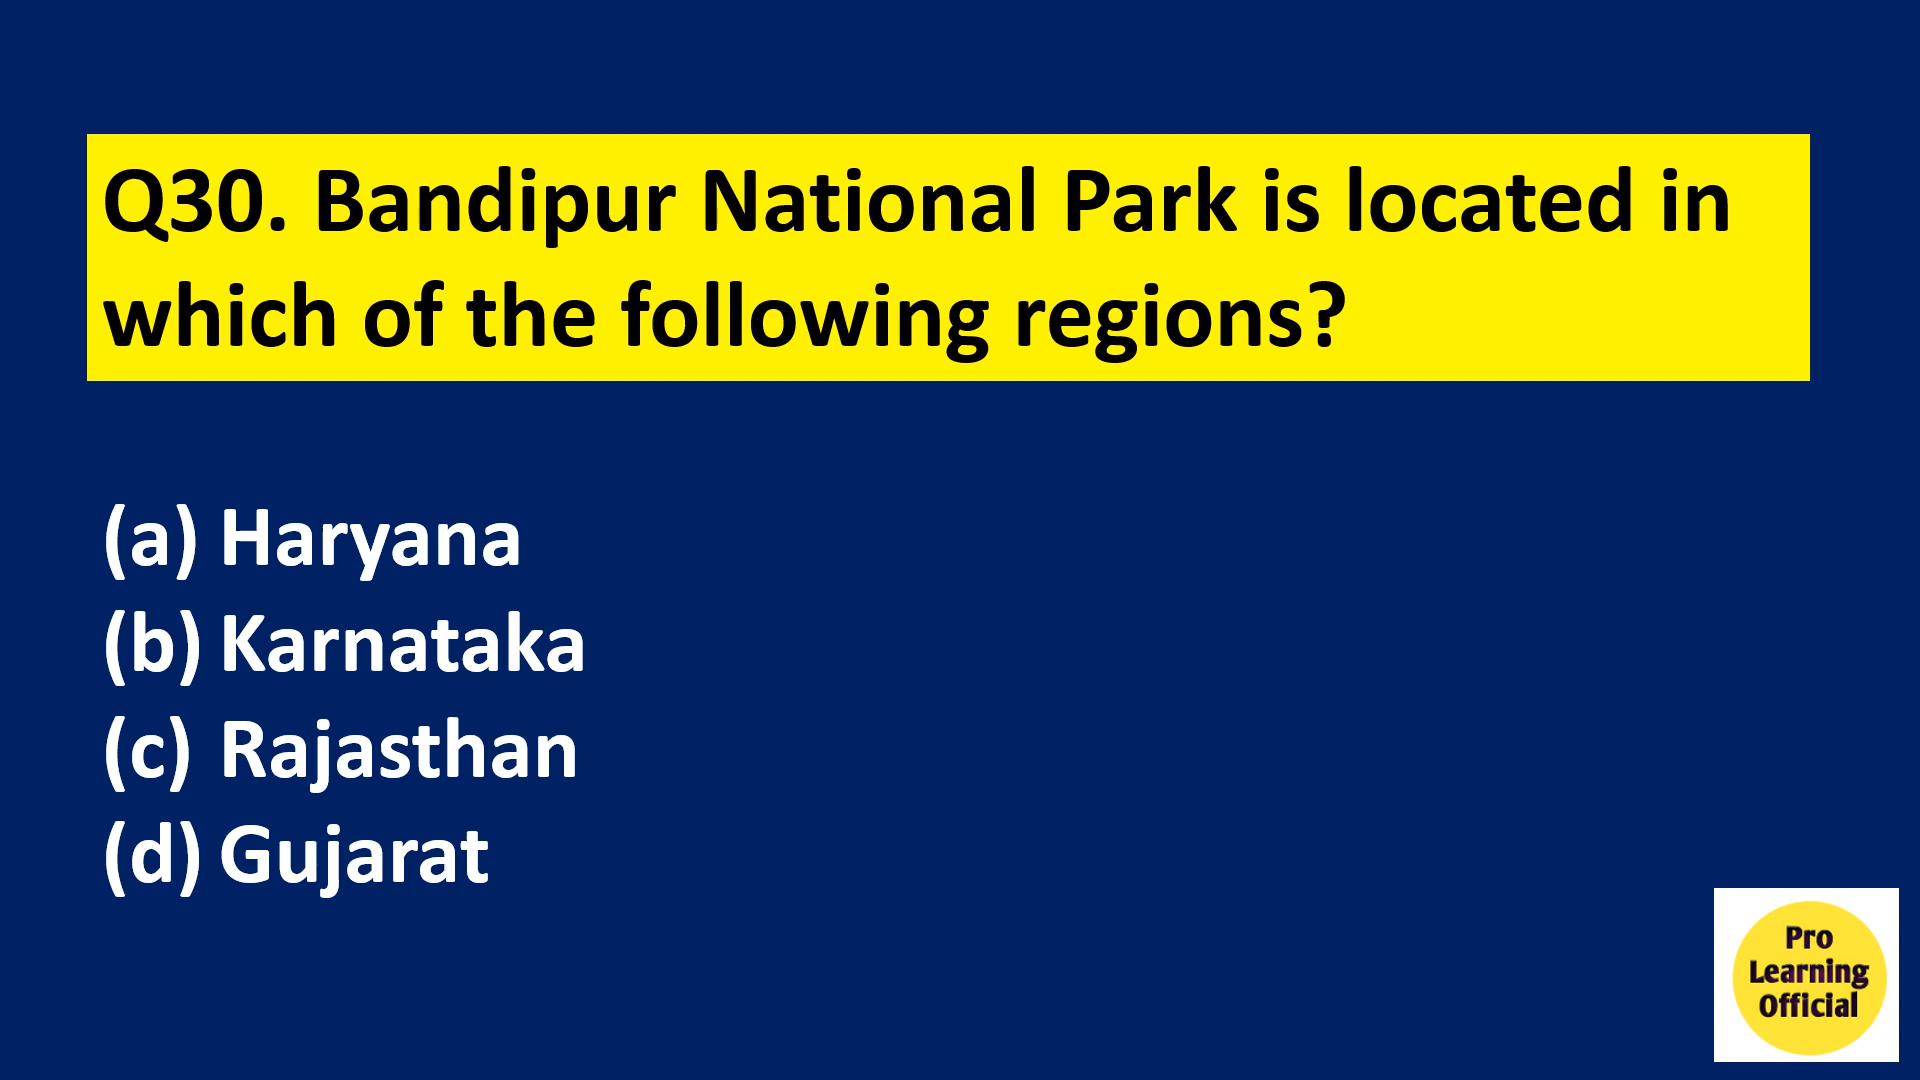 Q30. Bandipur National Park is located in
which of the following regions?
(a) Haryana
(b) Karnataka
(c) Rajasthan
(d) Gujarat
Pro
Learning
Official